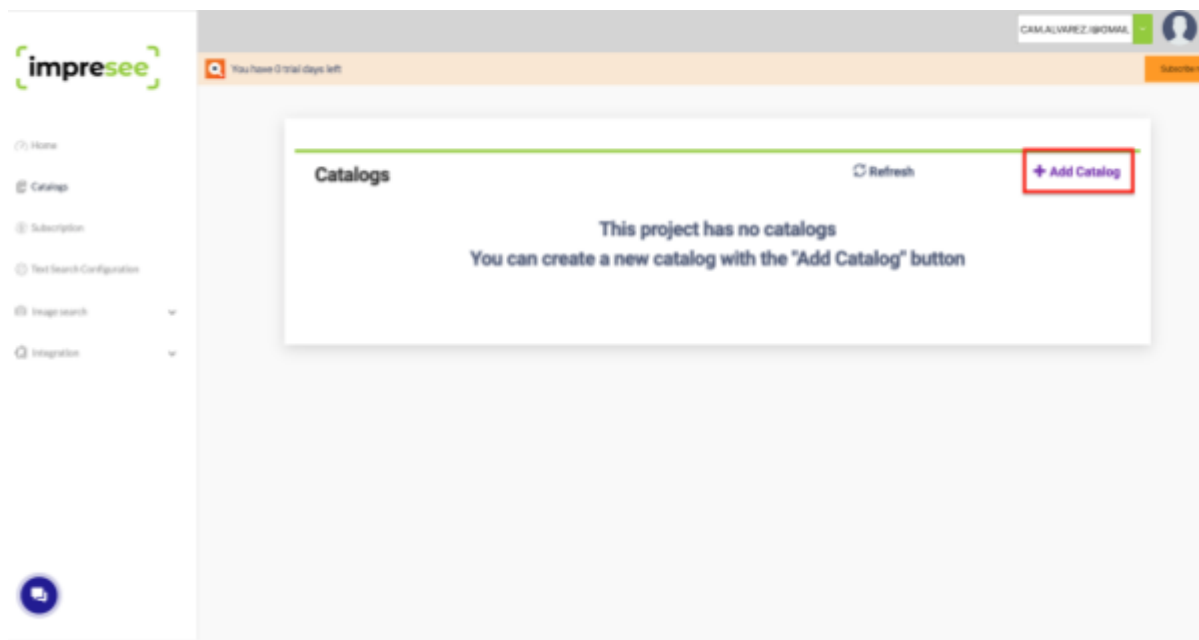 impresee
You have 0 trial days left
Home
Catalogs
Subscription
Text Search Configuration
Image search
Integration
Catalogs
Refresh
+ Add Catalog
This project has no catalogs
You can create a new catalog with the "Add Catalog" button